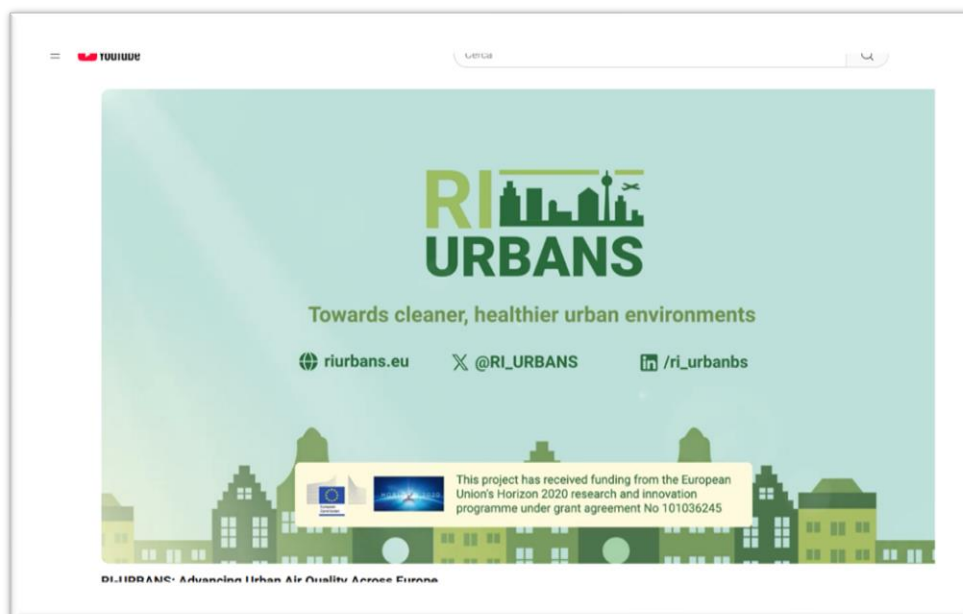 YouTube
Cerca
RI
URBANS
Towards cleaner, healthier urban environments
riurbans.eu
@RI_URBANS
/ri_urbanbs
This project has received funding from the European
Union's Horizon 2020 research and innovation
programme under grant agreement No 101036245
RI-URBANS: Advancing Urban Air Quality Across Europe